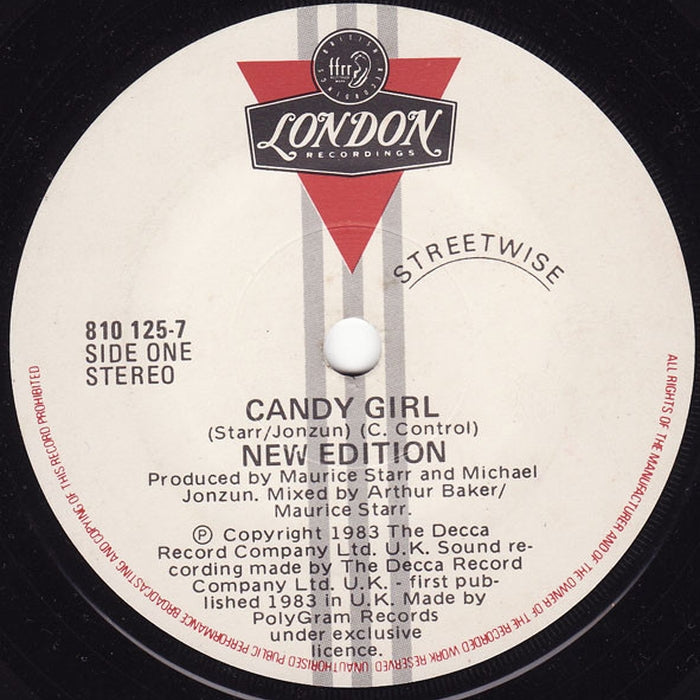 BRITISH RECORDINGS
ffrr
LONDON
RECORDINGS
STREETWISE
810 125-7
SIDE ONE
STEREO
CANDY GIRL
(Starr/Jonzun) (C. Control)
NEW EDITION
Produced by Maurice Starr and Michael
Jonzun. Mixed by Arthur Baker/
Maurice Starr.
Ⓟ Copyright 1983 The Decca
Record Company Ltd. U.K. Sound re-
cording made by The Decca Record
Company Ltd. U.K. - first pub-
lished 1983 in U.K. Made by
PolyGram Records
under exclusive
licence.
ALL RIGHTS OF THE MANUFACTURER AND OF THE OWNER OF THE RECORDED WORK RESERVED UNAUTHORISED PUBLIC PERFORMANCE BROADCASTING AND COPYING OF THIS RECORD PROHIBITED